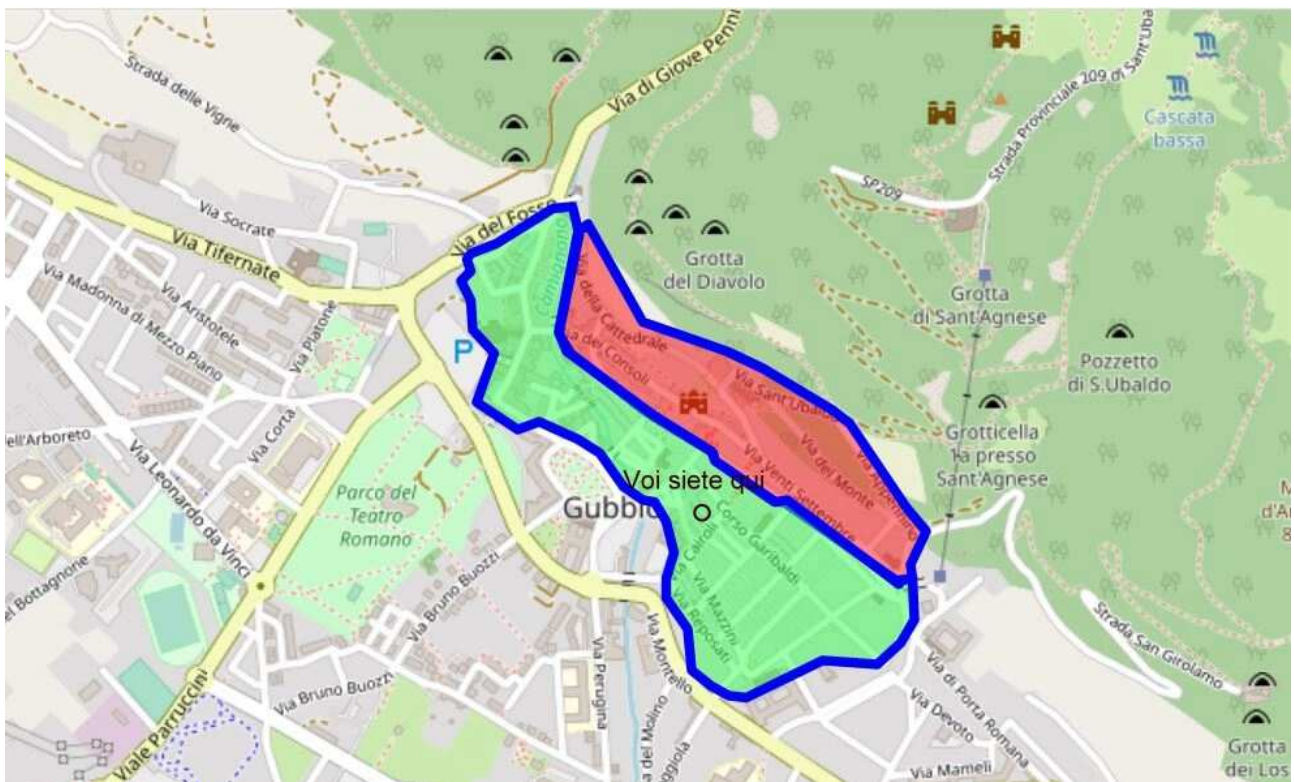 Strada delle Vigne
Via di Giove Penni
Strada Provinciale 209 di Sant'Uba
Cascata
bassa
SP209
Via Socrate
Via del Fosso
Via Tifernate
Camignano
Grotta
del Diavolo
Via Madonna di Mezzo Piano
Via Aristotele
Via Platone
Via della Cattedrale
Via dei Consoli
Grotta
di Sant'Agnese
P
Pozzetto
di S.Ubaldo
Via Sant'Ubaldo
Via Corta
ell'Arboreto
Via Leonardo da Vinci
Grotticella
1a presso
Sant'Agnese
Via del Monte
Via Appennino
Via Venti Settembre
Voi siete qui
Parco del
Teatro
Romano
Gubbio
M
d'A
8
Corso Garibaldi
Via Cairoli
Via Mazzini
Via Reposati
el Bottagnone
Via Bruno Buozzi
Via Bruno Buozzi
Via Perugina
Via Montello
Strada San Girolamo
Via di Porta Romana
Via Devoto
Viale Parruccini
a del Molino
ggiola
Via Mameli
Grotta
dei Los